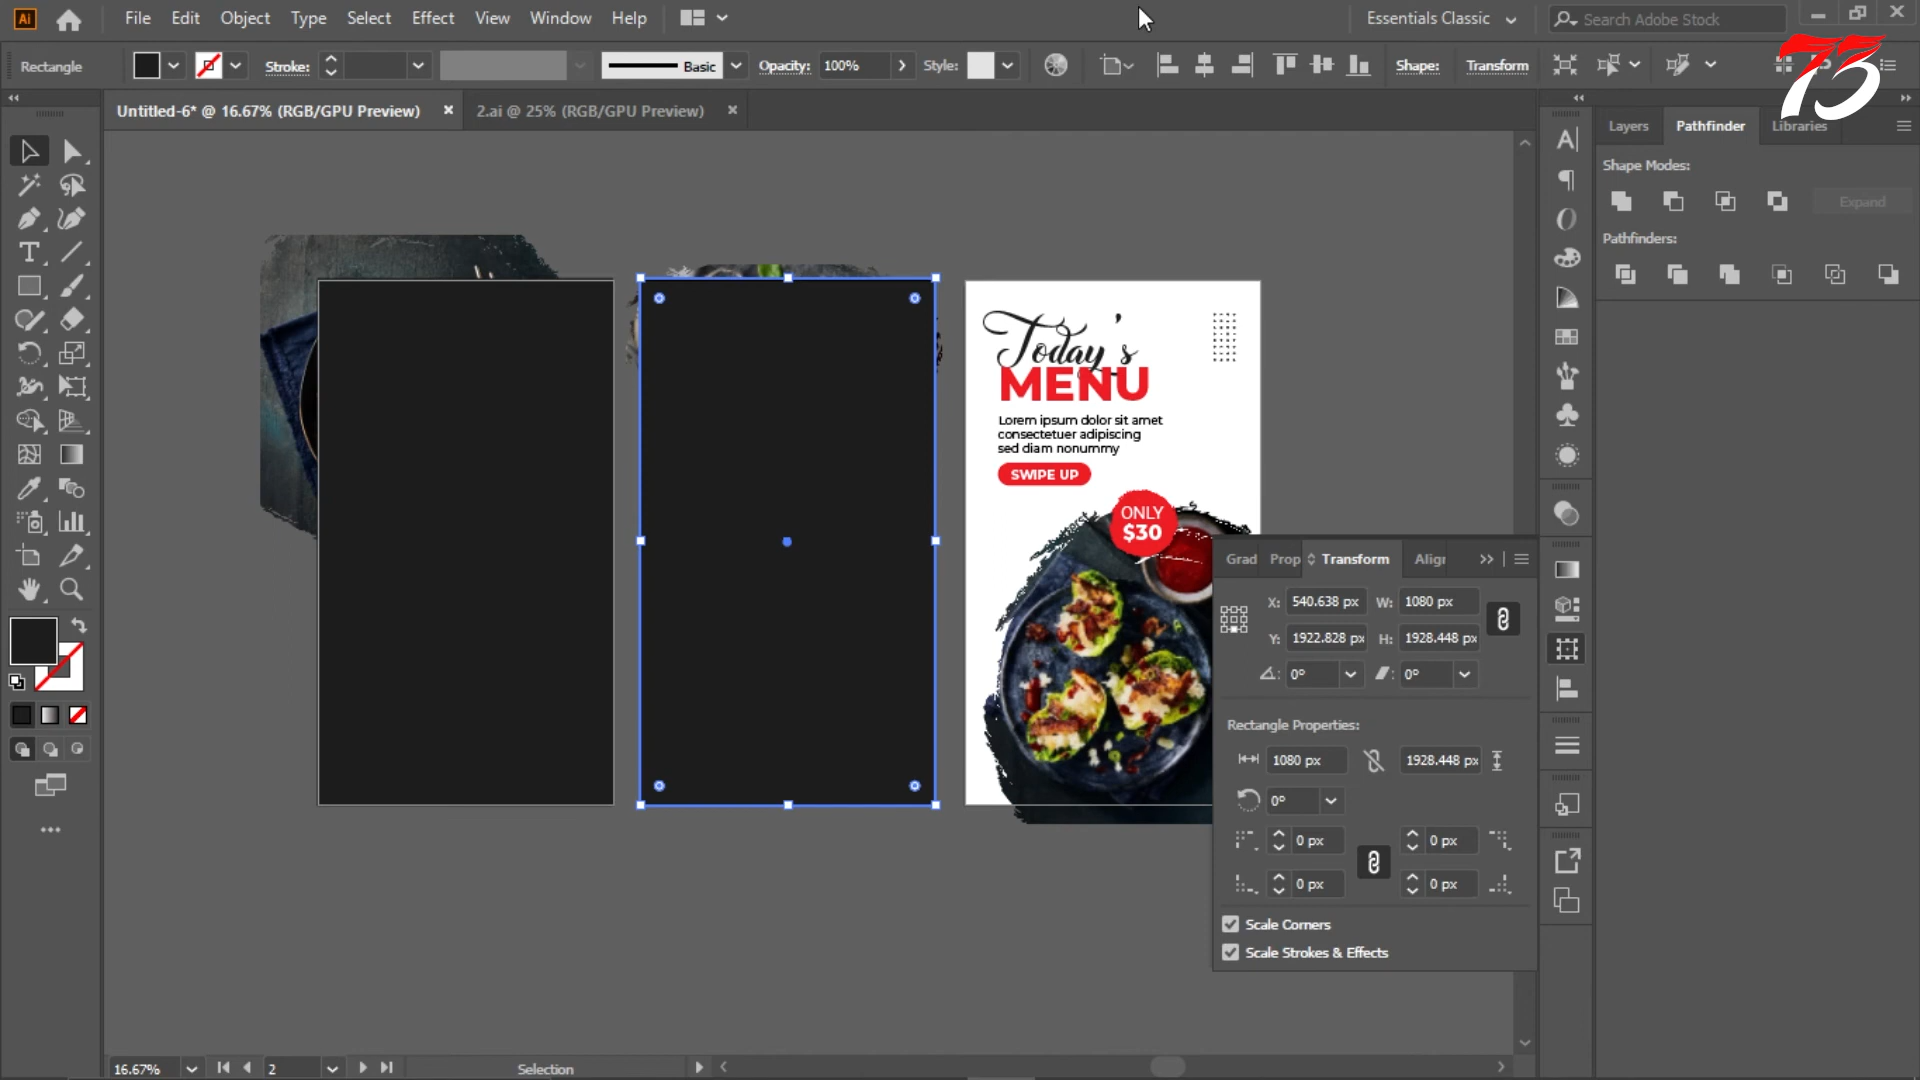 Ai File Edit Object Type Select Effect View Window Help Essentials Classic Search Adobe Stock
Rectangle Stroke: Basic Opacity: 100% Style: Shape: Transform
73
Untitled-6* @ 16.67% (RGB/GPU Preview) 2.ai @ 25% (RGB/GPU Preview)
Layers Pathfinder Libraries
Shape Modes:
Expand
Pathfinders:
Today's
MENU
Lorem ipsum dolor sit amet
consectetuer adipiscing
sed diam nonummy
SWIPE UP
ONLY
$30
Grad Prop Transform Align
X: 540.638 px W: 1080 px
Y: 1922.828 px H: 1928.448 px
0° 0°
Rectangle Properties:
1080 px 1928.448 px
0°
0 px 0 px
0 px 0 px
Scale Corners
Scale Strokes & Effects
16.67% 2 Selection